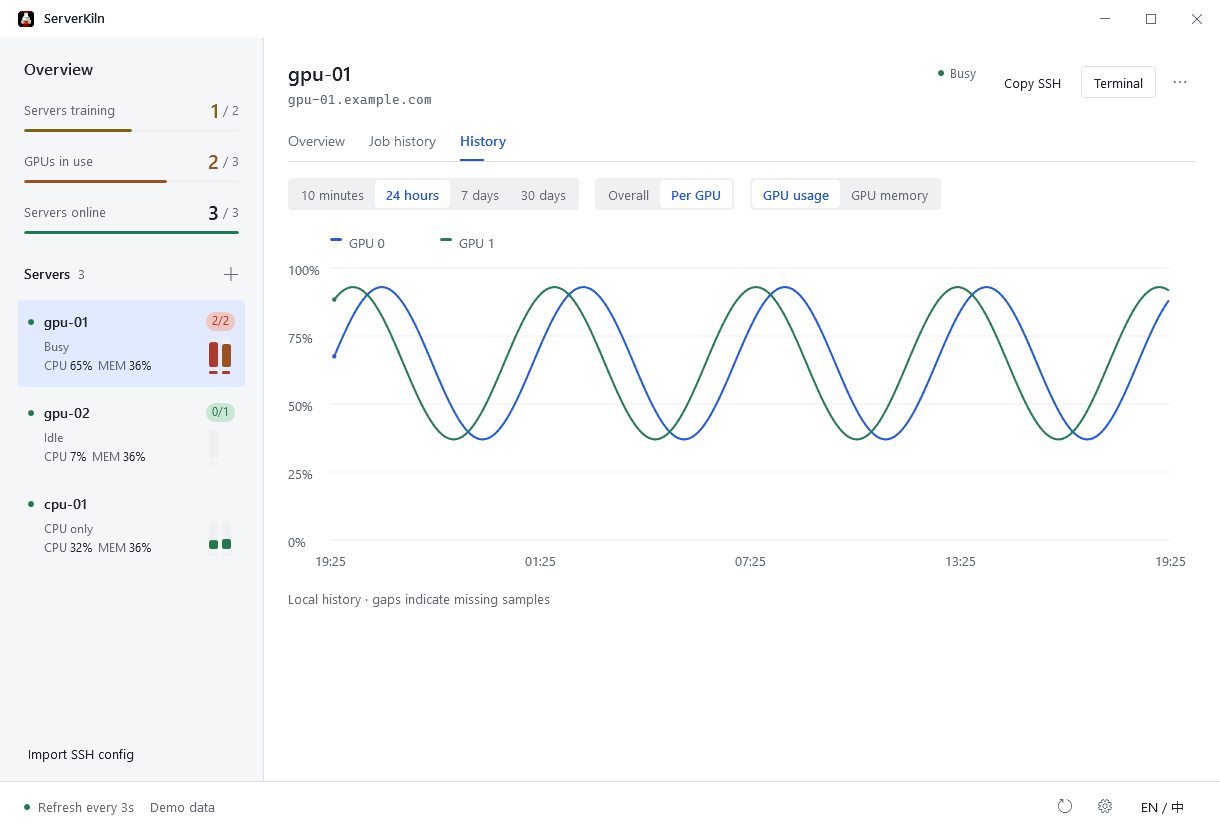 ServerKiln
Overview
Servers training 1 / 2
GPUs in use 2 / 3
Servers online 3 / 3
Servers 3
gpu-01 2/2
Busy
CPU 65% MEM 36%
gpu-02 0/1
Idle
CPU 7% MEM 36%
cpu-01
CPU only
CPU 32% MEM 36%
Import SSH config
gpu-01
gpu-01.example.com
Busy
Copy SSH
Terminal
Overview Job history History
10 minutes 24 hours 7 days 30 days Overall Per GPU GPU usage GPU memory
GPU 0 GPU 1
100%
75%
50%
25%
0%
19:25 01:25 07:25 13:25 19:25
Local history · gaps indicate missing samples
Refresh every 3s Demo data
EN / 中